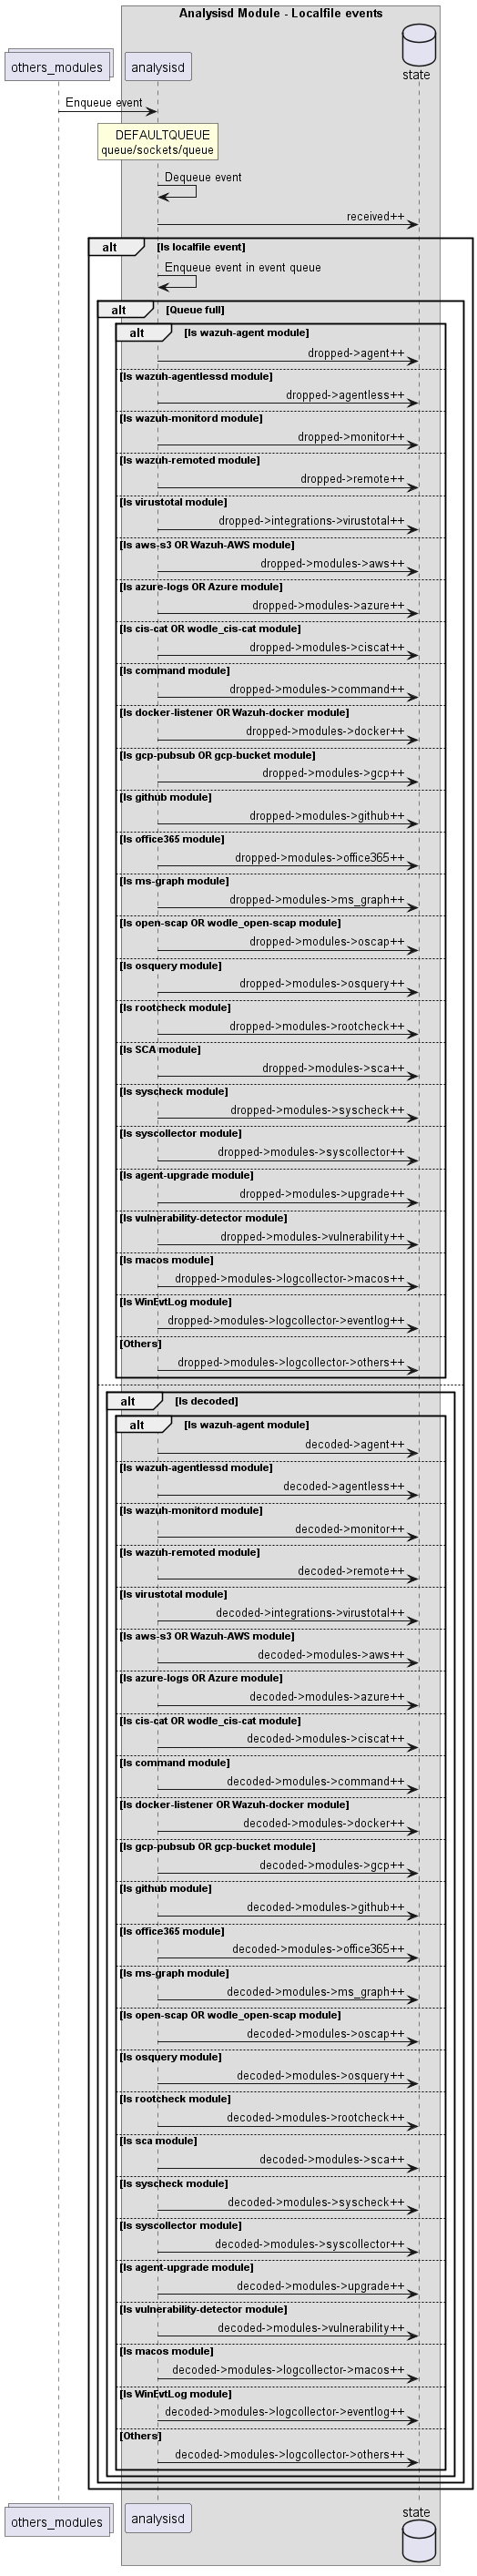 Analysisd Module - Localfile events
others_modules
analysisd
state
Enqueue event
DEFAULTQUEUE
queue/sockets/queue
Dequeue event
received++
alt [Is localfile event]
Enqueue event in event queue
alt [Queue full]
alt [Is wazuh-agent module]
dropped->agent++
[Is wazuh-agentlessd module]
dropped->agentless++
[Is wazuh-monitord module]
dropped->monitor++
[Is wazuh-remoted module]
dropped->remote++
[Is virustotal module]
dropped->integrations->virustotal++
[Is aws-s3 OR Wazuh-AWS module]
dropped->modules->aws++
[Is azure-logs OR Azure module]
dropped->modules->azure++
[Is cis-cat OR wodle_cis-cat module]
dropped->modules->ciscat++
[Is command module]
dropped->modules->command++
[Is docker-listener OR Wazuh-docker module]
dropped->modules->docker++
[Is gcp-pubsub OR gcp-bucket module]
dropped->modules->gcp++
[Is github module]
dropped->modules->github++
[Is office365 module]
dropped->modules->office365++
[Is ms-graph module]
dropped->modules->ms_graph++
[Is open-scap OR wodle_open-scap module]
dropped->modules->oscap++
[Is osquery module]
dropped->modules->osquery++
[Is rootcheck module]
dropped->modules->rootcheck++
[Is SCA module]
dropped->modules->sca++
[Is syscheck module]
dropped->modules->syscheck++
[Is syscollector module]
dropped->modules->syscollector++
[Is agent-upgrade module]
dropped->modules->upgrade++
[Is vulnerability-detector module]
dropped->modules->vulnerability++
[Is macos module]
dropped->modules->logcollector->macos++
[Is WinEvtLog module]
dropped->modules->logcollector->eventlog++
[Others]
dropped->modules->logcollector->others++
alt [Is decoded]
alt [Is wazuh-agent module]
decoded->agent++
[Is wazuh-agentlessd module]
decoded->agentless++
[Is wazuh-monitord module]
decoded->monitor++
[Is wazuh-remoted module]
decoded->remote++
[Is virustotal module]
decoded->integrations->virustotal++
[Is aws-s3 OR Wazuh-AWS module]
decoded->modules->aws++
[Is azure-logs OR Azure module]
decoded->modules->azure++
[Is cis-cat OR wodle_cis-cat module]
decoded->modules->ciscat++
[Is command module]
decoded->modules->command++
[Is docker-listener OR Wazuh-docker module]
decoded->modules->docker++
[Is gcp-pubsub OR gcp-bucket module]
decoded->modules->gcp++
[Is github module]
decoded->modules->github++
[Is office365 module]
decoded->modules->office365++
[Is ms-graph module]
decoded->modules->ms_graph++
[Is open-scap OR wodle_open-scap module]
decoded->modules->oscap++
[Is osquery module]
decoded->modules->osquery++
[Is rootcheck module]
decoded->modules->rootcheck++
[Is sca module]
decoded->modules->sca++
[Is syscheck module]
decoded->modules->syscheck++
[Is syscollector module]
decoded->modules->syscollector++
[Is agent-upgrade module]
decoded->modules->upgrade++
[Is vulnerability-detector module]
decoded->modules->vulnerability++
[Is macos module]
decoded->modules->logcollector->macos++
[Is WinEvtLog module]
decoded->modules->logcollector->eventlog++
[Others]
decoded->modules->logcollector->others++
others_modules
analysisd
state